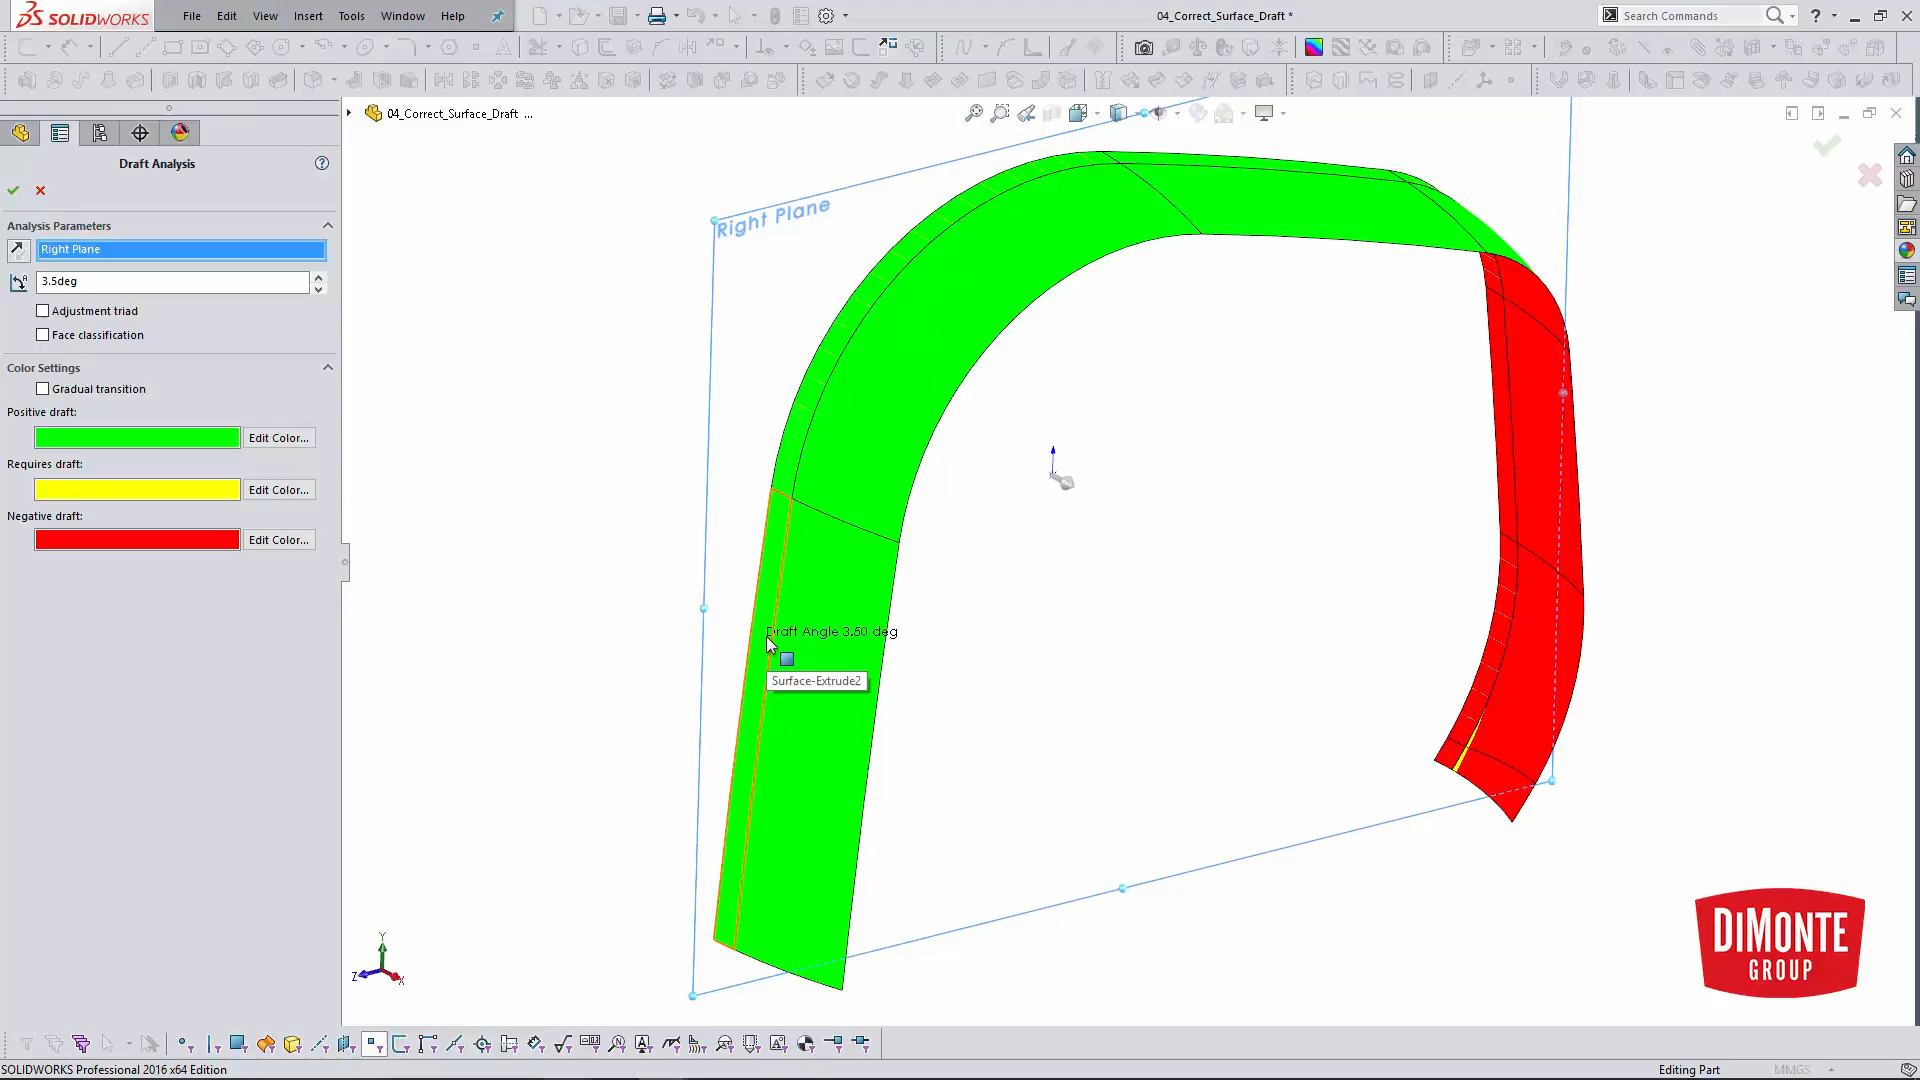 SOLIDWORKS
File
Edit
View
Insert
Tools
Window
Help
04_Correct_Surface_Draft *
Search Commands
?
04_Correct_Surface_Draft ...
Draft Analysis
?
Analysis Parameters
Right Plane
3.5deg
Adjustment triad
Face classification
Color Settings
Gradual transition
Positive draft:
Edit Color...
Requires draft:
Edit Color...
Negative draft:
Edit Color...
Right Plane
Draft Angle 3.50 deg
Surface-Extrude2
Y
Z
X
DIMONTE
GROUP
SOLIDWORKS Professional 2016 x64 Edition
Editing Part
MMGS